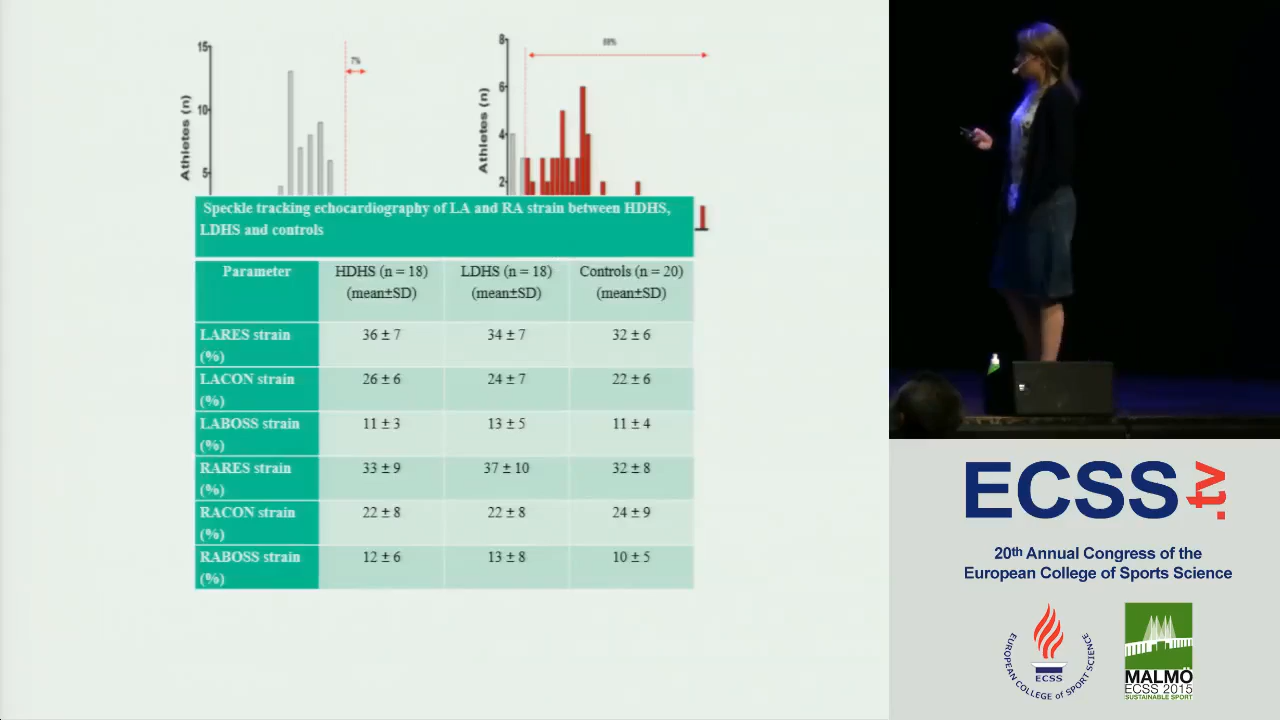 15
10
5
Athletes (n)
7%
8
6
4
2
Athletes (n)
88%
Speckle tracking echocardiography of LA and RA strain between HDHS,
LDHS and controls
Parameter HDHS (n = 18) LDHS (n = 18) Controls (n = 20)
(mean±SD) (mean±SD) (mean±SD)
LARES strain 36 ± 7 34 ± 7 32 ± 6
(%)
LACON strain 26 ± 6 24 ± 7 22 ± 6
(%)
LABOSS strain 11 ± 3 13 ± 5 11 ± 4
(%)
RARES strain 33 ± 9 37 ± 10 32 ± 8
(%)
RACON strain 22 ± 8 22 ± 8 24 ± 9
(%)
RABOSS strain 12 ± 6 13 ± 8 10 ± 5
(%)
ECSS.tv
20th Annual Congress of the
European College of Sports Science
EUROPEAN COLLEGE OF SPORT SCIENCE
ECSS
MALMÖ
ECSS 2015
SUSTAINABLE SPORT